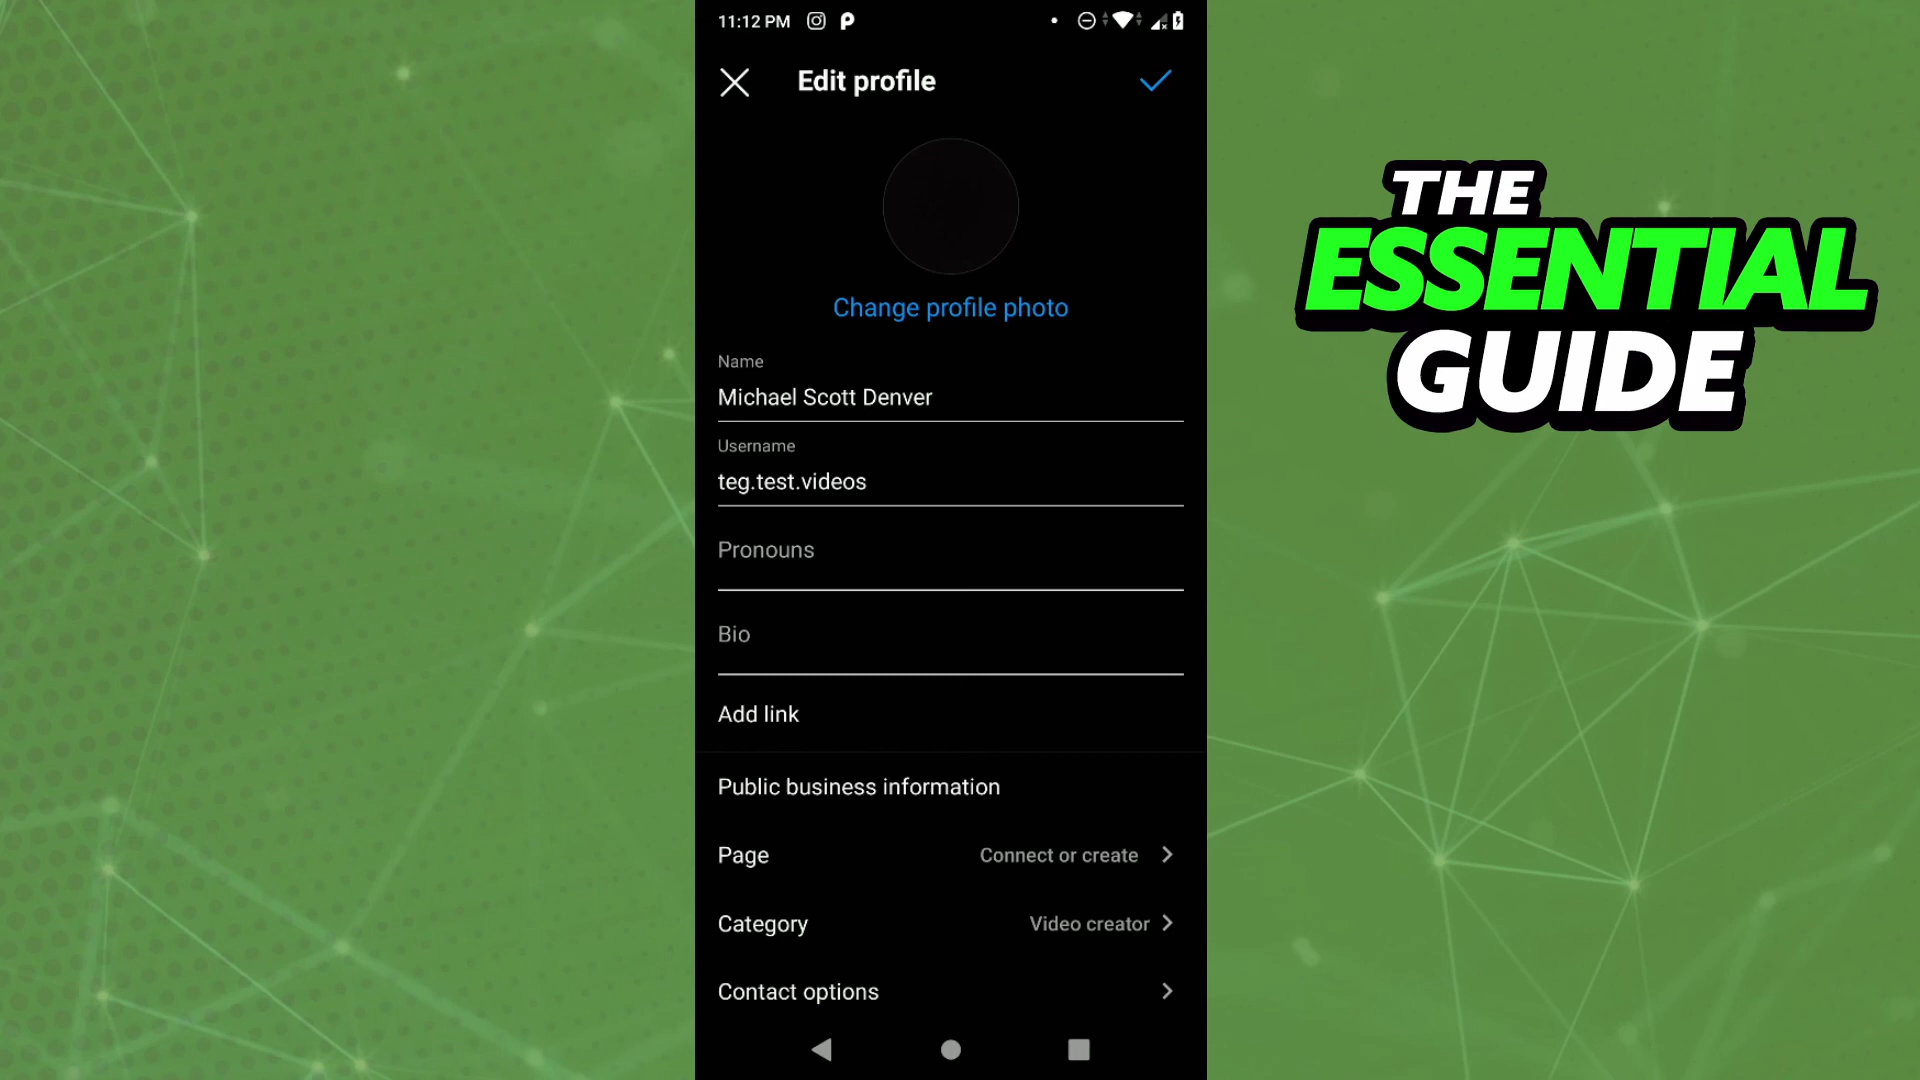 11:12 PM
Edit profile
Change profile photo
Name
Michael Scott Denver
Username
teg.test.videos
Pronouns
Bio
Add link
Public business information
Page Connect or create
Category Video creator
Contact options
THE
ESSENTIAL
GUIDE